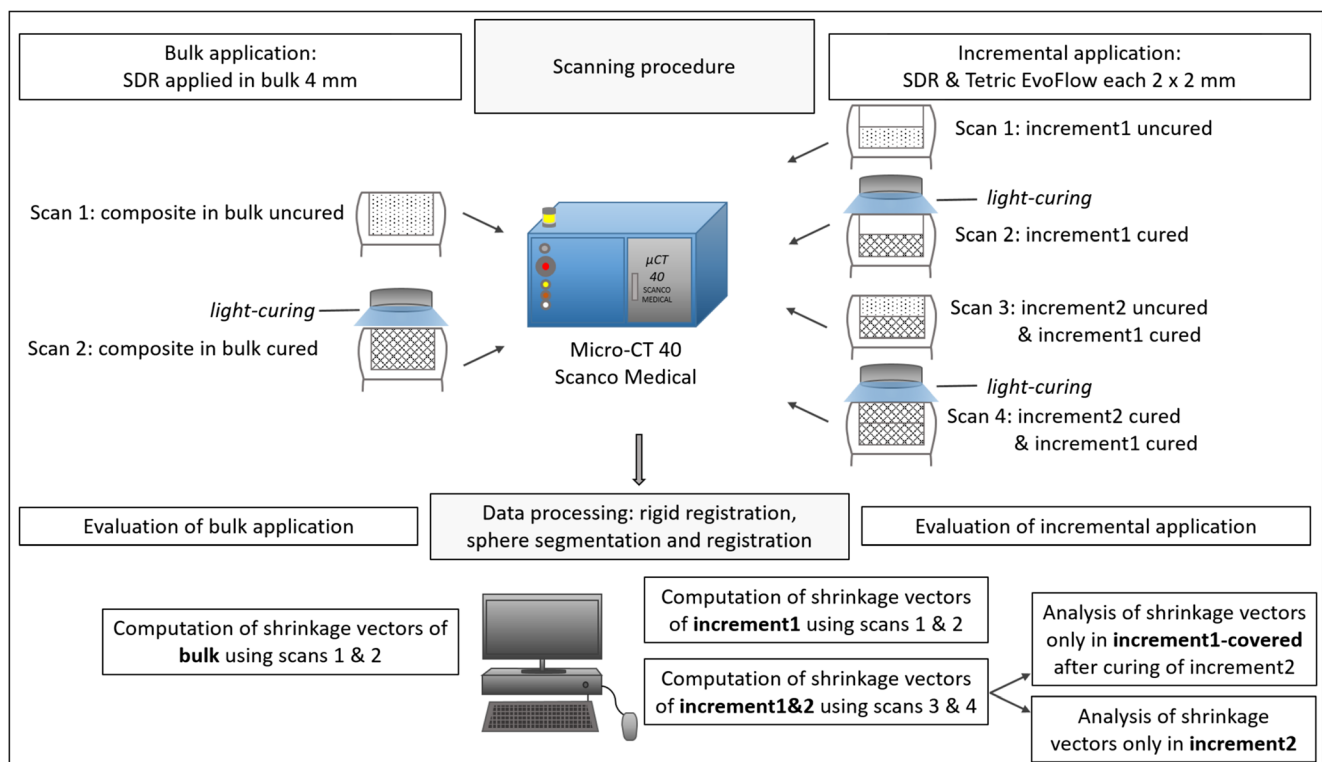 Bulk application:
SDR applied in bulk 4 mm
Scanning procedure
Incremental application:
SDR & Tetric EvoFlow each 2 x 2 mm
Scan 1: composite in bulk uncured
light-curing
Scan 2: composite in bulk cured
µCT
40
SCANCO
MEDICAL
Micro-CT 40
Scanco Medical
Scan 1: increment1 uncured
light-curing
Scan 2: increment1 cured
Scan 3: increment2 uncured
& increment1 cured
light-curing
Scan 4: increment2 cured
& increment1 cured
Evaluation of bulk application
Data processing: rigid registration,
sphere segmentation and registration
Evaluation of incremental application
Computation of shrinkage vectors of
bulk using scans 1 & 2
Computation of shrinkage vectors
of increment1 using scans 1 & 2
Computation of shrinkage vectors
of increment1&2 using scans 3 & 4
Analysis of shrinkage vectors
only in increment1-covered
after curing of increment2
Analysis of shrinkage
vectors only in increment2